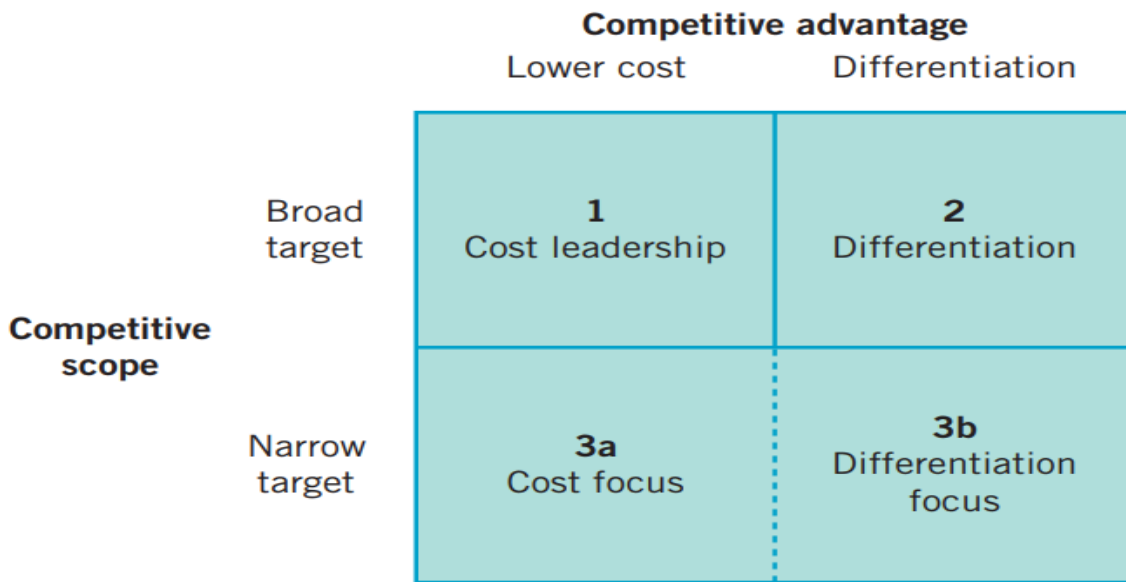 Competitive advantage
Lower cost
Differentiation
Broad
target
1
Cost leadership
2
Differentiation
Competitive
scope
Narrow
target
3a
Cost focus
3b
Differentiation
focus